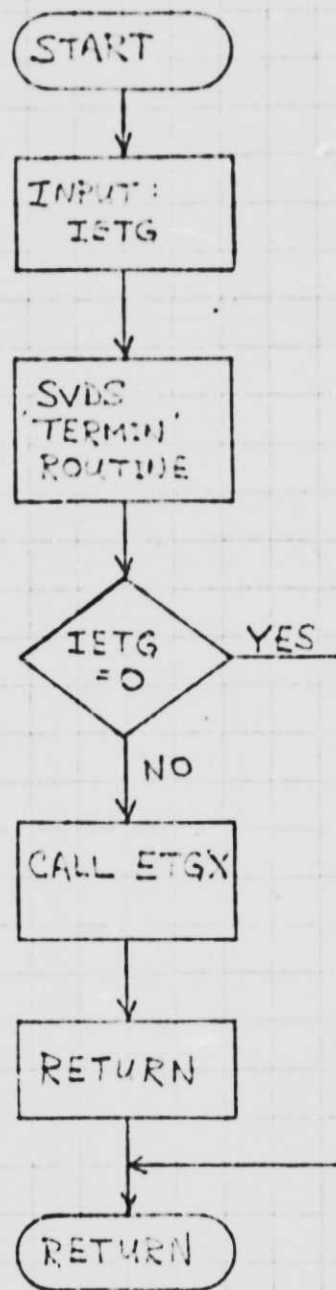 START
INPUT:
IETG
SVDS
'TERMIN'
ROUTINE
IETG
=0
YES
NO
CALL ETGX
RETURN
RETURN